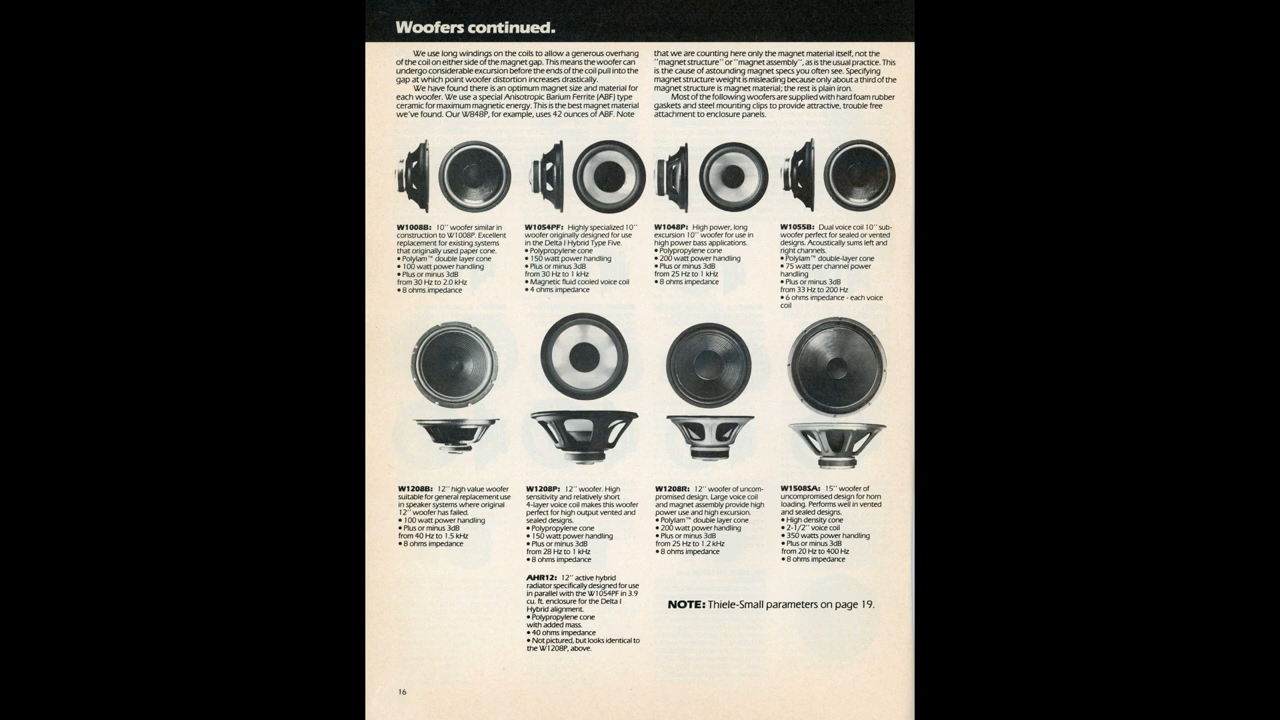 Woofers continued.
We use long windings on the coils to allow a generous overhang
of the coil on either side of the magnet gap. This means the woofer can
undergo considerable excursion before the ends of the coil pull into the
gap at which point woofer distortion increases drastically.
We have found there is an optimum magnet size and material for
each woofer. We use a special Anisotropic Barium Ferrite (ABF) type
ceramic for maximum magnetic energy. This is the best magnet material
we've found. Our W848P, for example, uses 42 ounces of ABF. Note
that we are counting here only the magnet material itself, not the
"magnet structure" or "magnet assembly", as is the usual practice. This
is the cause of astounding magnet specs you often see. Specifying
magnet structure weight is misleading because only about a third of the
magnet structure is magnet material; the rest is plain iron.
Most of the following woofers are supplied with hard foam rubber
gaskets and steel mounting clips to provide attractive, trouble free
attachment to enclosure panels.
W1008B: 10" woofer similar in
construction to W1008P. Excellent
replacement for existing systems
that originally used paper cone.
• Polylam™ double layer cone
• 100 watt power handling
• Plus or minus 3dB
from 30 Hz to 2.0 kHz
• 8 ohms impedance
W1054PF: Highly specialized 10"
woofer originally designed for use
in the Delta I Hybrid Type Five.
• Polypropylene cone
• 150 watt power handling
• Plus or minus 3dB
from 30 Hz to 1 kHz
• Magnetic fluid cooled voice coil
• 4 ohms impedance
W1048P: High power, long
excursion 10" woofer for use in
high power bass applications.
• Polypropylene cone
• 200 watt power handling
• Plus or minus 3dB
from 25 Hz to 1 kHz
• 8 ohms impedance
W1055B: Dual voice coil 10" sub-
woofer perfect for sealed or vented
designs. Acoustically sums left and
right channels.
• Polylam™ double-layer cone
• 75 watt per channel power
handling
• Plus or minus 3dB
from 33 Hz to 200 Hz
• 6 ohms impedance - each voice
coil
W1208B: 12" high value woofer
suitable for general replacement use
in speaker systems where original
12" woofer has failed.
• 100 watt power handling
• Plus or minus 3dB
from 40 Hz to 1.5 kHz
• 8 ohms impedance
W1208P: 12" woofer. High
sensitivity and relatively short
4-layer voice coil makes this woofer
perfect for high output vented and
sealed designs.
• Polypropylene cone
• 150 watt power handling
• Plus or minus 3dB
from 28 Hz to 1 kHz
• 8 ohms impedance
W1208R: 12" woofer of uncom-
promised design. Large voice coil
and magnet assembly provide high
power use and high excursion.
• Polylam™ double layer cone
• 200 watt power handling
• Plus or minus 3dB
from 25 Hz to 1.2 kHz
• 8 ohms impedance
W1508SA: 15" woofer of
uncompromised design for horn
loading. Performs well in vented
and sealed designs.
• High density cone
• 2-1/2" voice coil
• 350 watts power handling
• Plus or minus 3dB
from 20 Hz to 400 Hz
• 8 ohms impedance
AHR12: 12" active hybrid
radiator specifically designed for use
in parallel with the W1054PF in 3.9
cu. ft. enclosure for the Delta I
Hybrid alignment.
• Polypropylene cone
with added mass.
• 40 ohms impedance
• Not pictured, but looks identical to
the W1208P, above.
NOTE: Thiele-Small parameters on page 19.
16